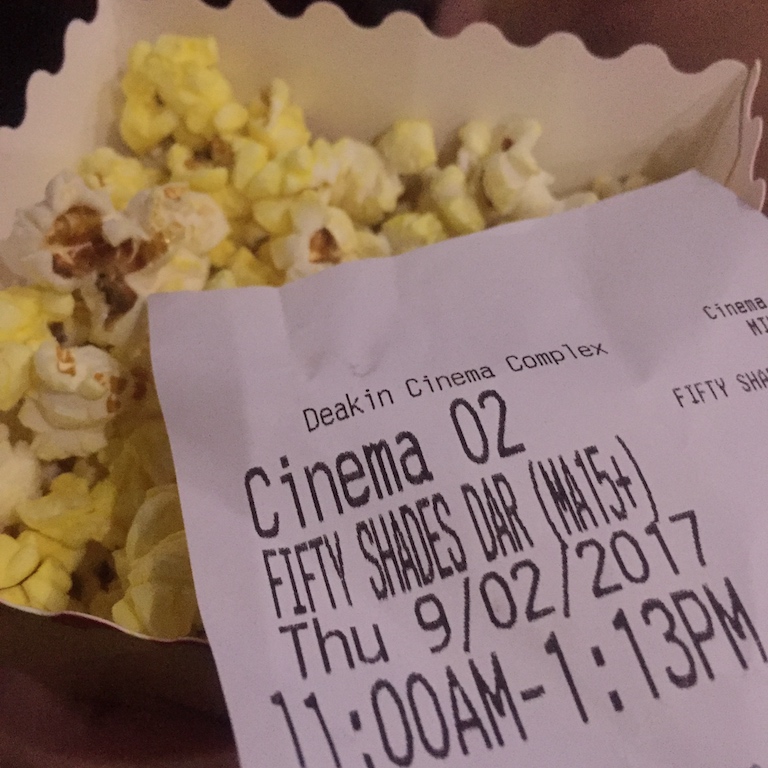 Deakin Cinema Complex
Cinema 02
FIFTY SHADES DAR (MA15+)
Thu 9/02/2017
11:00AM-1:13PM
Cinema
FIFTY